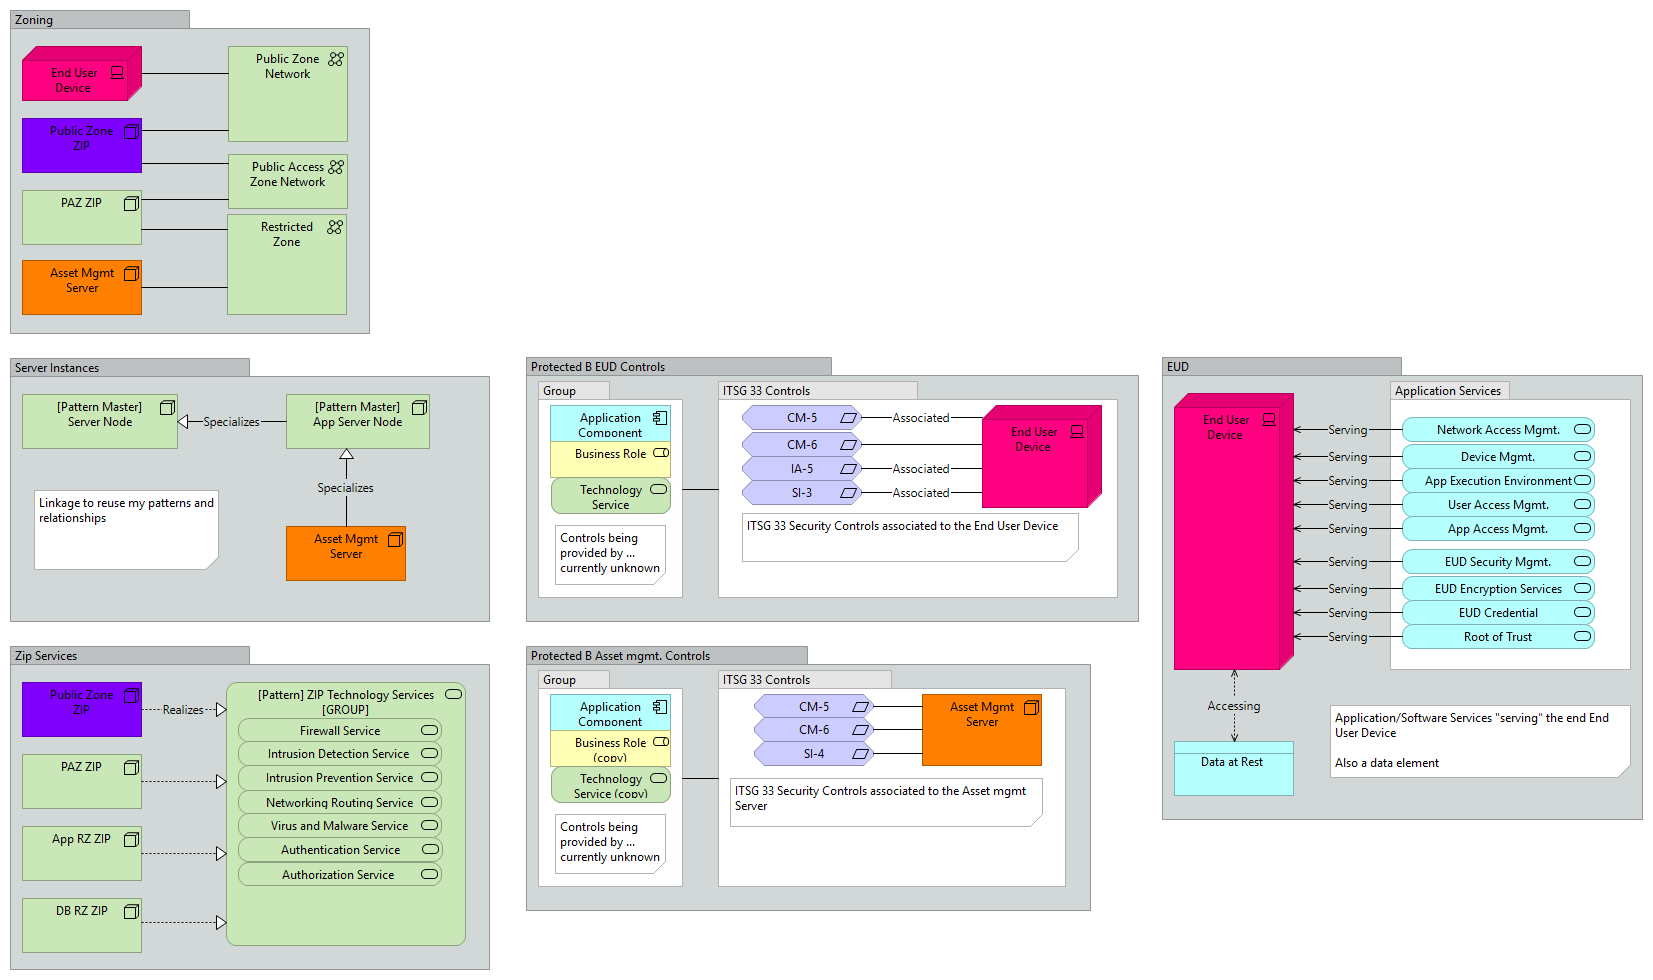 Zoning
End User
Device
Public Zone
Network
Public Zone
ZIP
Public Access
Zone Network
PAZ ZIP
Restricted
Zone
Asset Mgmt
Server
Server Instances
[Pattern Master]
Server Node
Specializes
[Pattern Master]
App Server Node
Specializes
Linkage to reuse my patterns and
relationships
Asset Mgmt
Server
Zip Services
Public Zone
ZIP
Realizes
PAZ ZIP
App RZ ZIP
DB RZ ZIP
[Pattern] ZIP Technology Services
[GROUP]
Firewall Service
Intrusion Detection Service
Intrusion Prevention Service
Networking Routing Service
Virus and Malware Service
Authentication Service
Authorization Service
Protected B EUD Controls
Group
Application
Component
Business Role
Technology
Service
Controls being
provided by ...
currently unknown
ITSG 33 Controls
CM-5
Associated
CM-6
IA-5
Associated
SI-3
Associated
End User
Device
ITSG 33 Security Controls associated to the End User Device
Protected B Asset mgmt. Controls
Group
Application
Component
Business Role
(copy)
Technology
Service (copy)
Controls being
provided by ...
currently unknown
ITSG 33 Controls
CM-5
CM-6
SI-4
Asset Mgmt
Server
ITSG 33 Security Controls associated to the Asset mgmt
Server
EUD
End User
Device
Application Services
Serving
Network Access Mgmt.
Serving
Device Mgmt.
Serving
App Execution Environment
Serving
User Access Mgmt.
Serving
App Access Mgmt.
Serving
EUD Security Mgmt.
Serving
EUD Encryption Services
Serving
EUD Credential
Serving
Root of Trust
Accessing
Data at Rest
Application/Software Services "serving" the end End
User Device
Also a data element